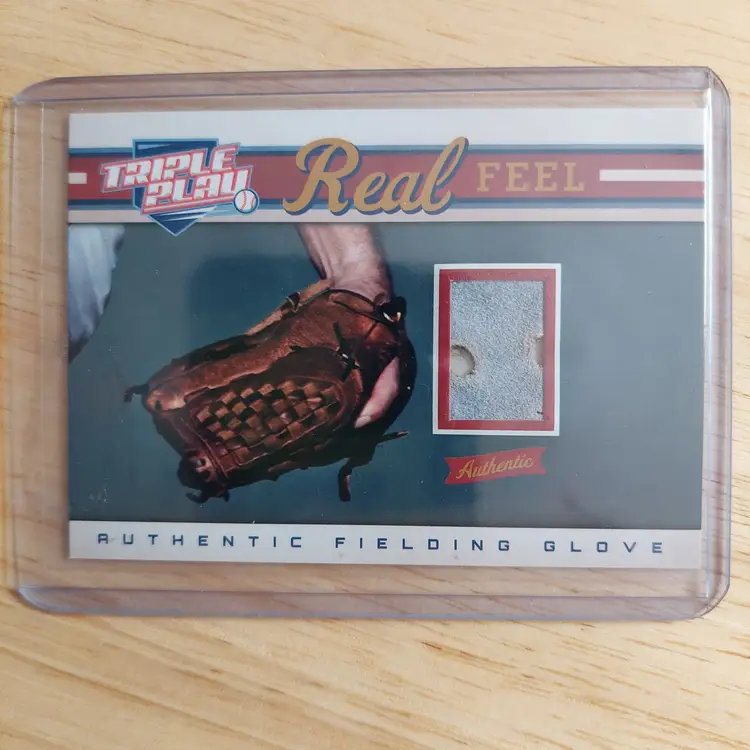 TRIPLE
PLAY
Real FEEL
Authentic
AUTHENTIC FIELDING GLOVE